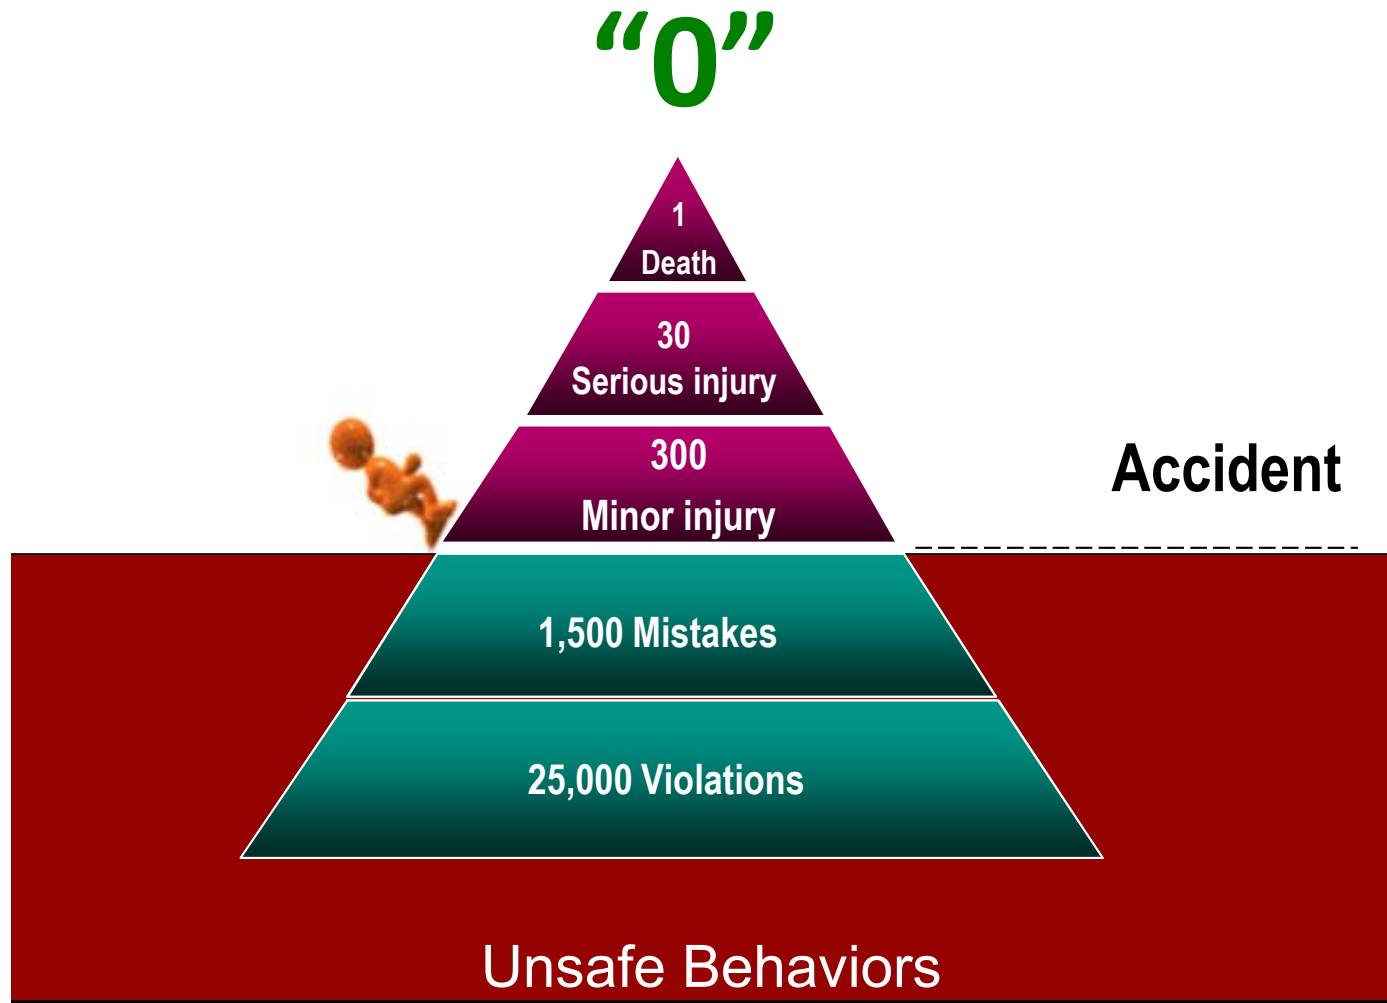 “0”
1
Death
30
Serious injury
300
Minor injury
Accident
1,500 Mistakes
25,000 Violations
Unsafe Behaviors